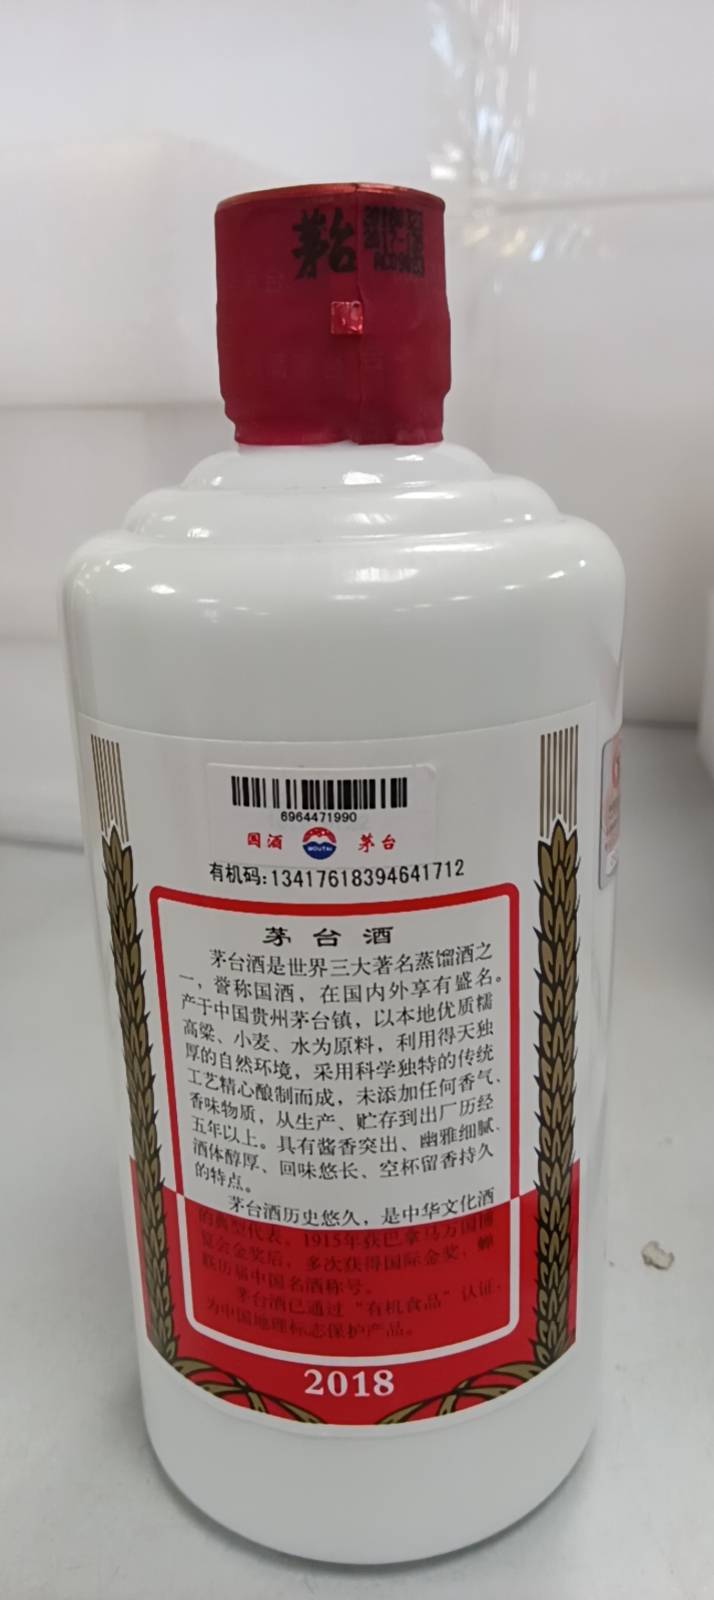 茅台
6964471990
国酒 茅台
MOUTAI
有机码:13417618394641712
茅台酒
茅台酒是世界三大著名蒸馏酒之
一，誉称国酒，在国内外享有盛名。
产于中国贵州茅台镇，以本地优质糯
高粱、小麦、水为原料，利用得天独
厚的自然环境，采用科学独特的传统
工艺精心酿制而成，未添加任何香气、
香味物质，从生产、贮存到出厂历经
五年以上。具有酱香突出、幽雅细腻、
酒体醇厚、回味悠长、空杯留香持久
的特点。
茅台酒历史悠久，是中华文化酒
的典型代表。1915年获巴拿马万国博
览会金奖后，多次获得国际金奖，蝉
联历届中国名酒称号。
茅台酒已通过“有机食品”认证，
为中国地理标志保护产品。
2018